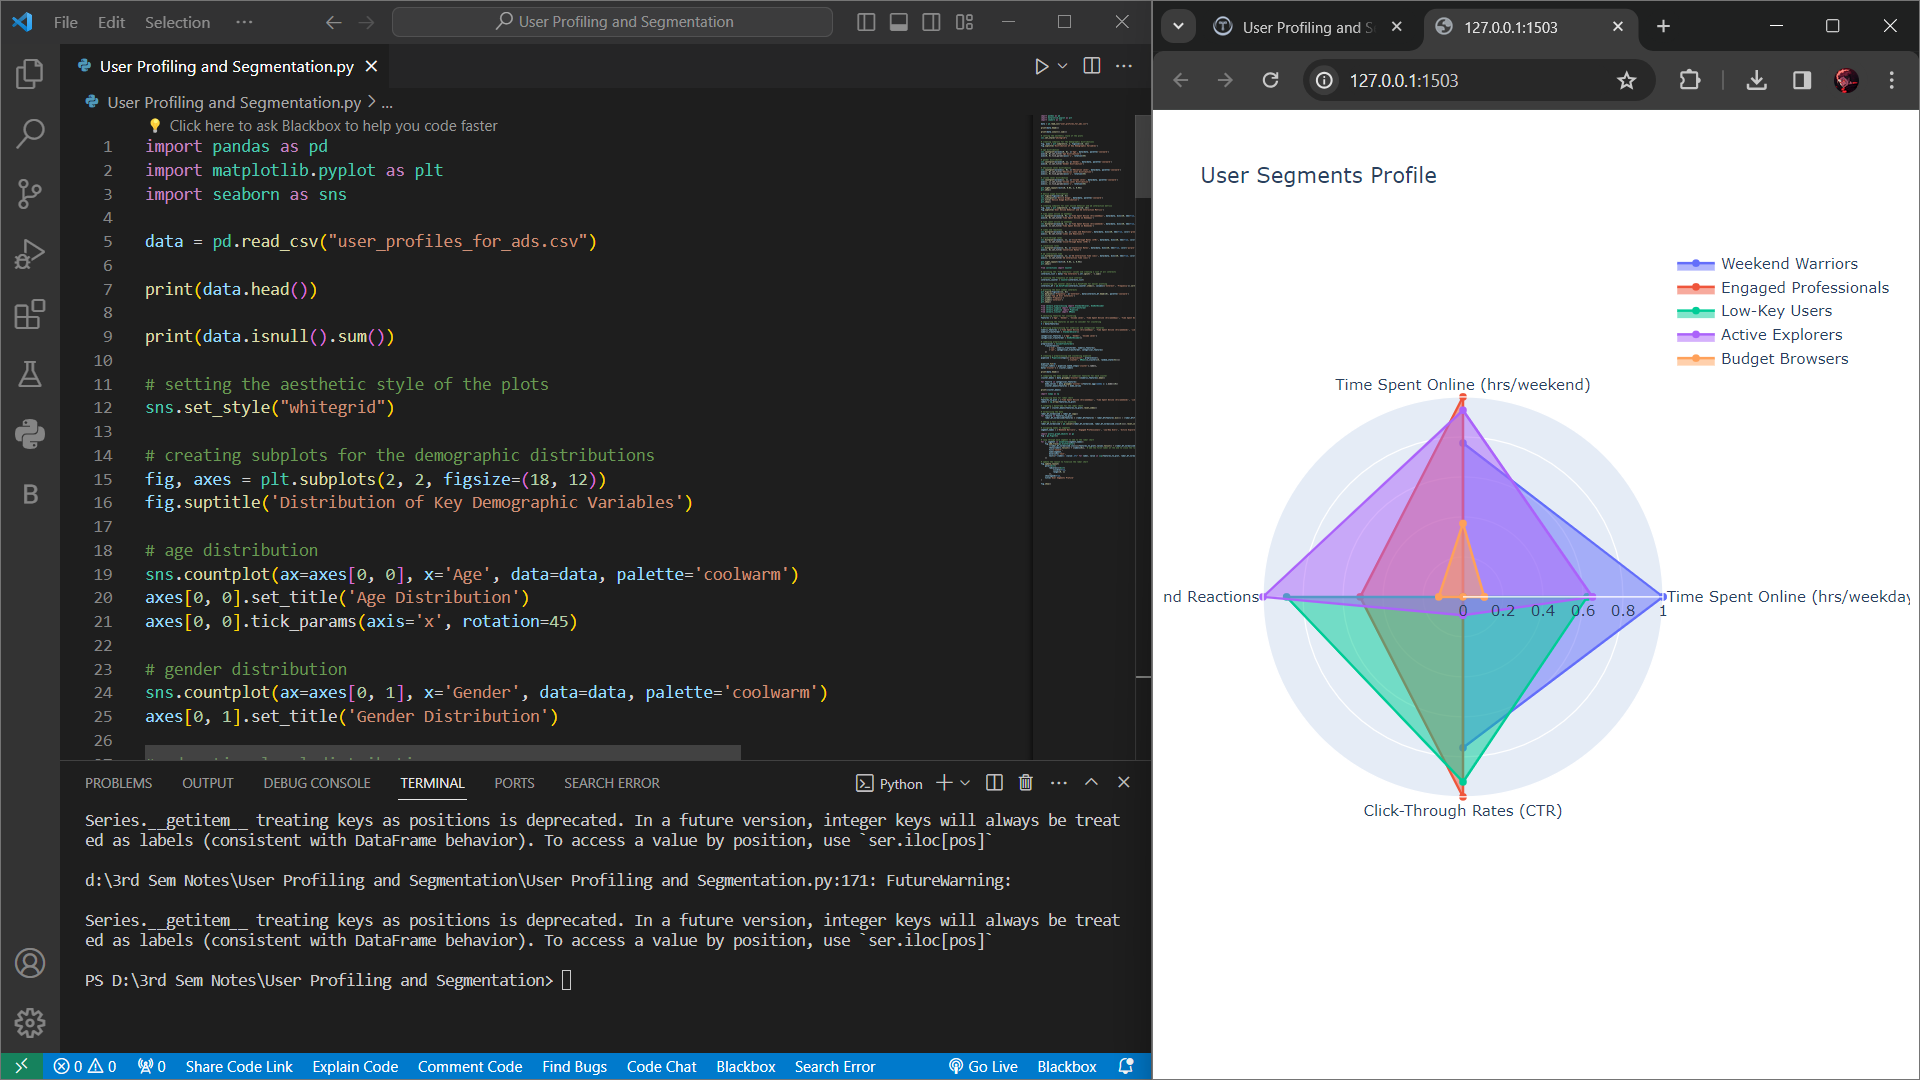 File Edit Selection ···
User Profiling and Segmentation
User Profiling and Segmentation.py
User Profiling and Segmentation.py > ...
Click here to ask Blackbox to help you code faster
1 import pandas as pd
2 import matplotlib.pyplot as plt
3 import seaborn as sns
4
5 data = pd.read_csv("user_profiles_for_ads.csv")
6
7 print(data.head())
8
9 print(data.isnull().sum())
10
11 # setting the aesthetic style of the plots
12 sns.set_style("whitegrid")
13
14 # creating subplots for the demographic distributions
15 fig, axes = plt.subplots(2, 2, figsize=(18, 12))
16 fig.suptitle('Distribution of Key Demographic Variables')
17
18 # age distribution
19 sns.countplot(ax=axes[0, 0], x='Age', data=data, palette='coolwarm')
20 axes[0, 0].set_title('Age Distribution')
21 axes[0, 0].tick_params(axis='x', rotation=45)
22
23 # gender distribution
24 sns.countplot(ax=axes[0, 1], x='Gender', data=data, palette='coolwarm')
25 axes[0, 1].set_title('Gender Distribution')
26
PROBLEMS OUTPUT DEBUG CONSOLE TERMINAL PORTS SEARCH ERROR
Python
Series.__getitem__ treating keys as positions is deprecated. In a future version, integer keys will always be treat
ed as labels (consistent with DataFrame behavior). To access a value by position, use `ser.iloc[pos]`
d:\3rd Sem Notes\User Profiling and Segmentation\User Profiling and Segmentation.py:171: FutureWarning:
Series.__getitem__ treating keys as positions is deprecated. In a future version, integer keys will always be treat
ed as labels (consistent with DataFrame behavior). To access a value by position, use `ser.iloc[pos]`
PS D:\3rd Sem Notes\User Profiling and Segmentation>
B
0 0 0 Share Code Link Explain Code Comment Code Find Bugs Code Chat Blackbox Search Error Go Live Blackbox
User Profiling and S
127.0.0.1:1503
127.0.0.1:1503
User Segments Profile
Weekend Warriors
Engaged Professionals
Low-Key Users
Active Explorers
Budget Browsers
Time Spent Online (hrs/weekend)
nd Reactions
Time Spent Online (hrs/weekday
0 0.2 0.4 0.6 0.8 1
Click-Through Rates (CTR)